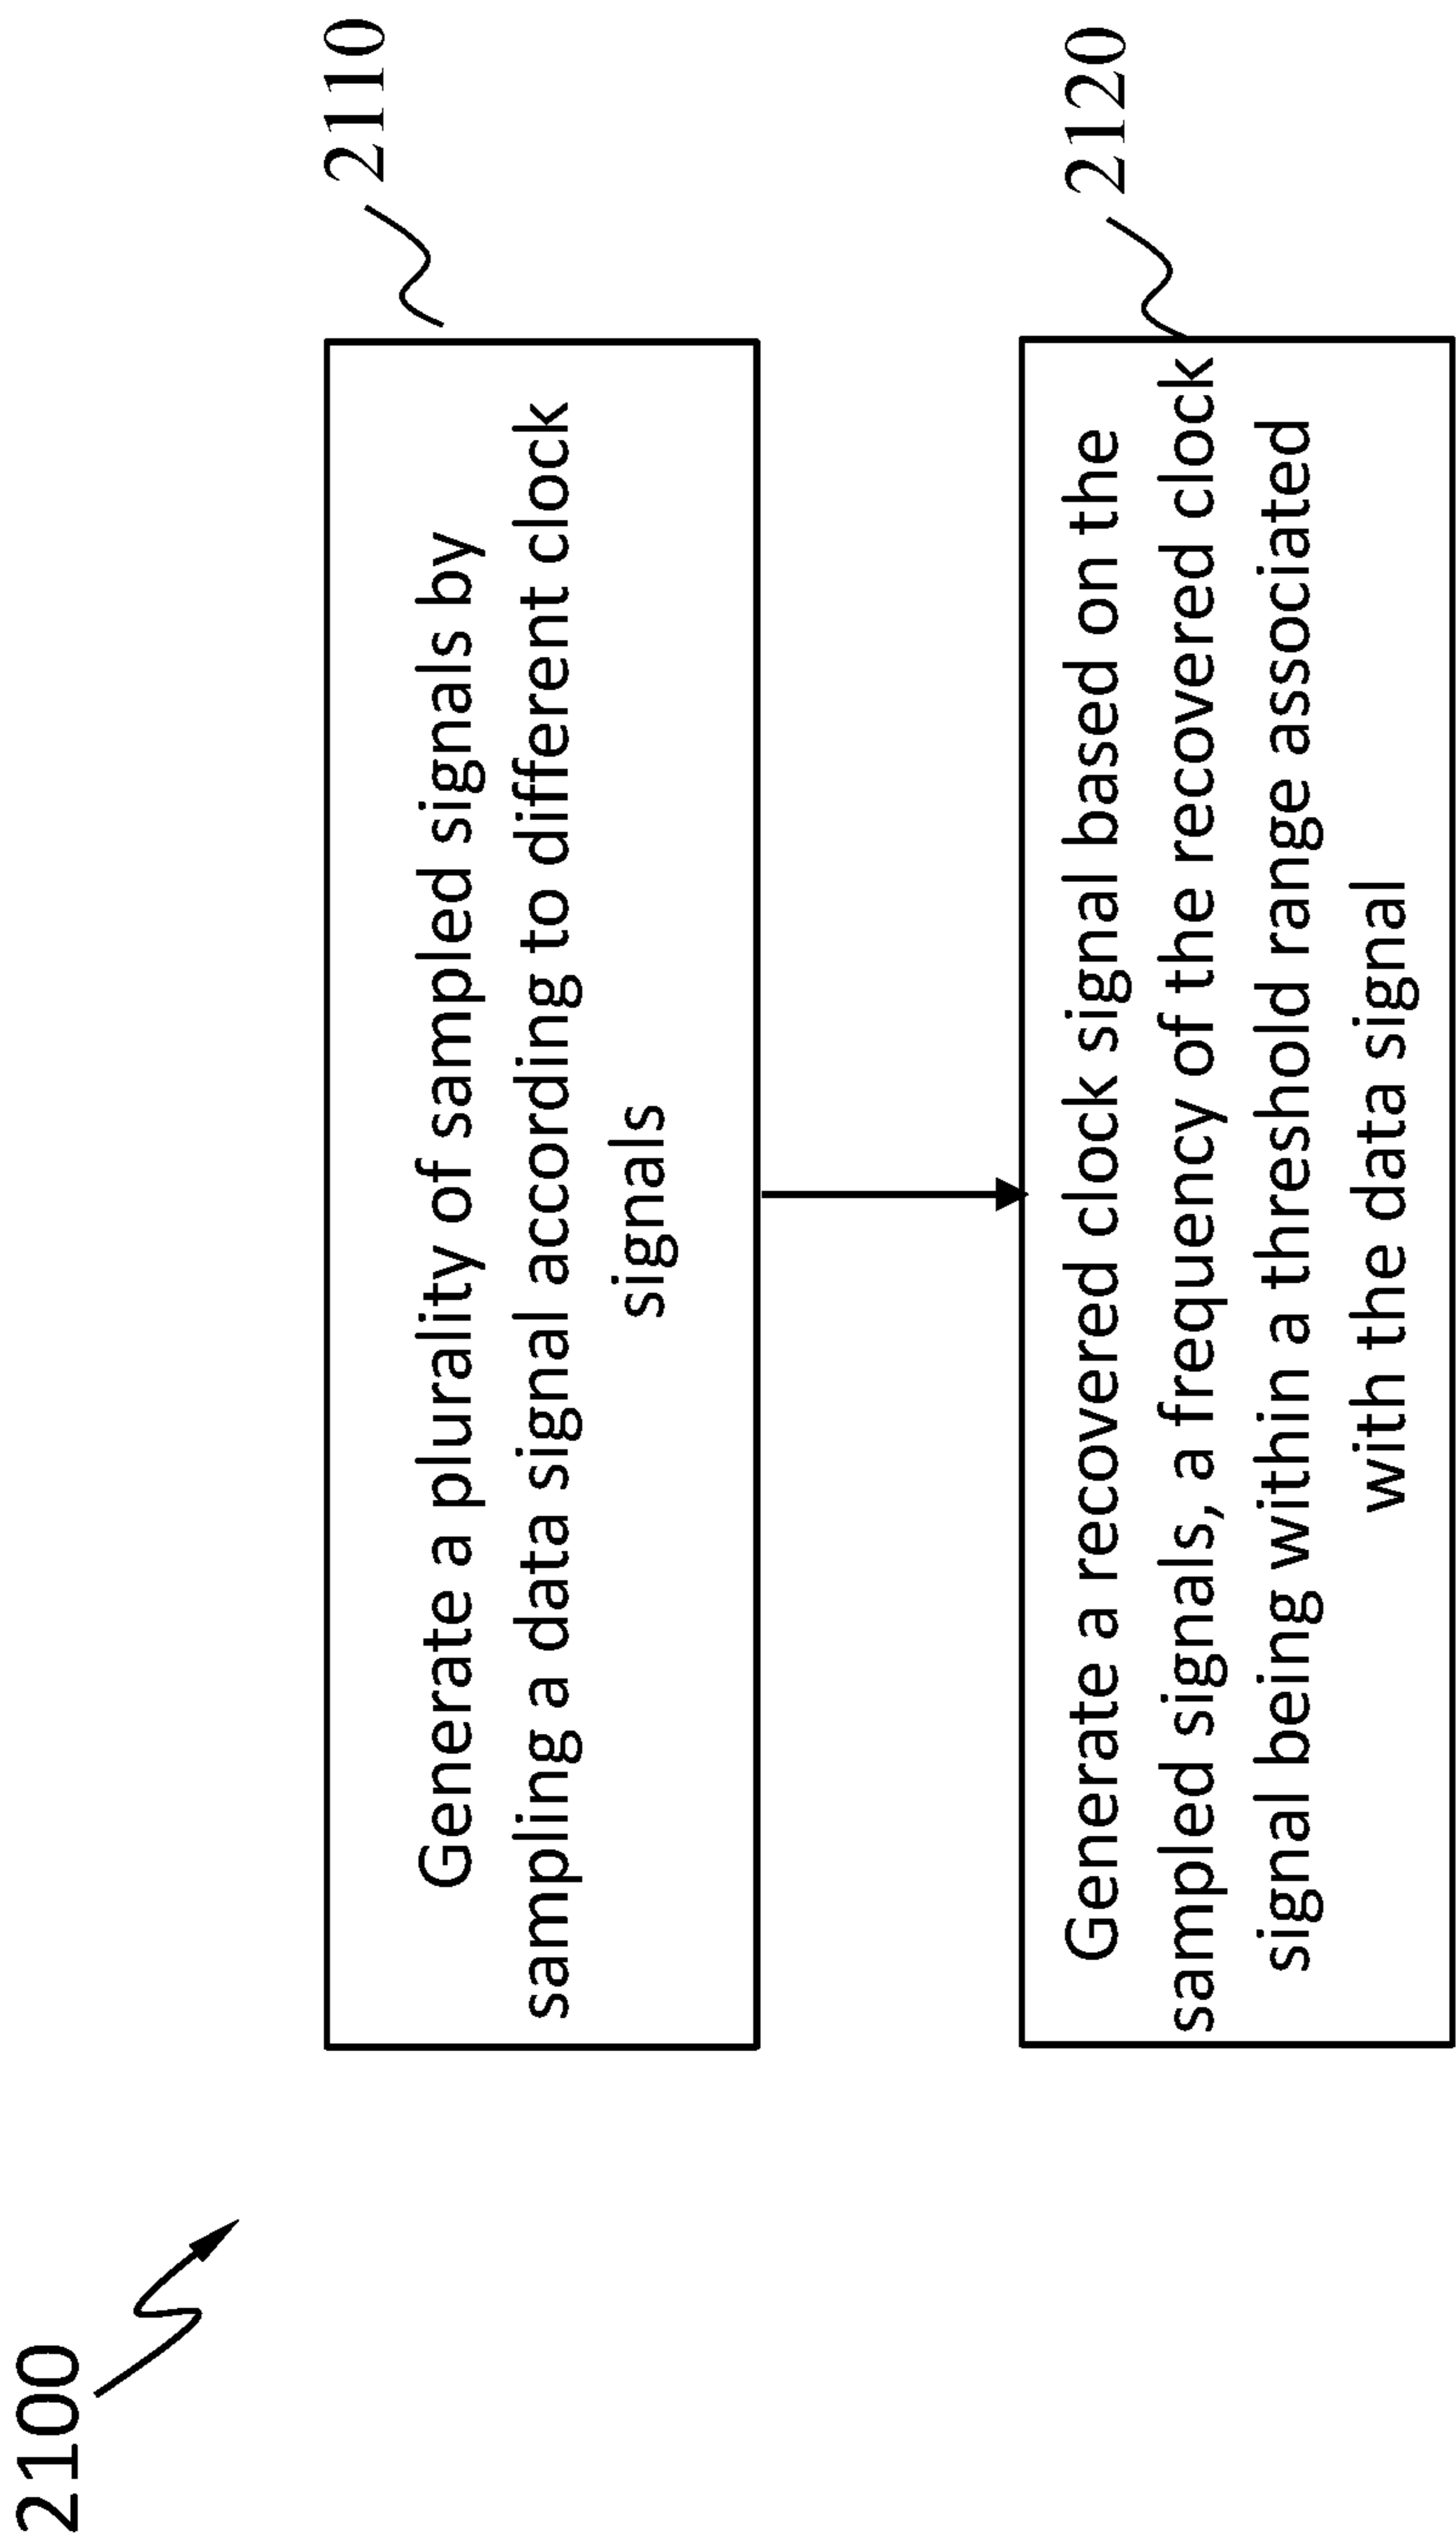 2100
2110
Generate a plurality of sampled signals by
sampling a data signal according to different clock
signals
2120
Generate a recovered clock signal based on the
sampled signals, a frequency of the recovered clock
signal being within a threshold range associated
with the data signal